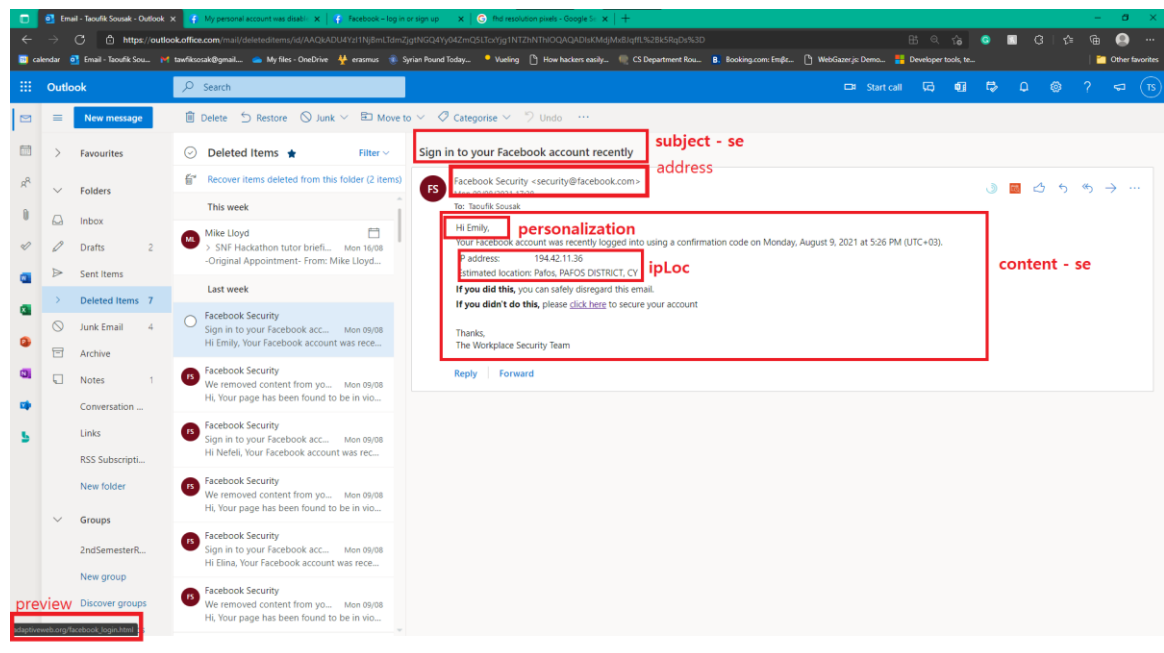 Email - Taoufik Sousak - Outlook
My personal account was disabl
Facebook – log in or sign up
fhd resolution pixels - Google Se
https://outlook.office.com/mail/deleteditems/id/
calendar
Email - Taoufik Sou...
tawfiksosak@gmail...
My files - OneDrive
erasmus
Syrian Pound Today...
Vueling
How hackers easily...
CS Department Rou...
Booking.com: Επιβε...
WebGazer.js: Demo...
Developer tools, te...
Other favorites
Outlook
Search
Start call
TS
New message
Delete
Restore
Junk
Move to
Categorise
Undo
Favourites
Folders
Inbox
Drafts 2
Sent Items
Deleted Items 7
Junk Email 4
Archive
Notes 1
Conversation ...
Links
RSS Subscripti...
New folder
Groups
2ndSemesterR...
New group
Discover groups
preview
adaptiveweb.org/facebook_login.html
Deleted Items
Filter
Recover items deleted from this folder (2 items)
This week
ML
Mike Lloyd
> SNF Hackathon tutor briefi... Mon 16/08
-Original Appointment- From: Mike Lloyd...
Last week
Facebook Security
Sign in to your Facebook acc... Mon 09/08
Hi Emily, Your Facebook account was rece...
FS
Facebook Security
We removed content from yo... Mon 09/08
Hi, Your page has been found to be in vio...
FS
Facebook Security
Sign in to your Facebook acc... Mon 09/08
Hi Nefeli, Your Facebook account was rec...
FS
Facebook Security
We removed content from yo... Mon 09/08
Hi, Your page has been found to be in vio...
FS
Facebook Security
Sign in to your Facebook acc... Mon 09/08
Hi Elina, Your Facebook account was rece...
FS
Facebook Security
We removed content from yo... Mon 09/08
Hi, Your page has been found to be in vio...
Sign in to your Facebook account recently
subject - se
address
FS
Facebook Security <security@facebook.com>
Mon 09/08/2021 17:28
To: Taoufik Sousak
Hi Emily,
personalization
Your Facebook account was recently logged into using a confirmation code on Monday, August 9, 2021 at 5:26 PM (UTC+03).
IP address: 194.42.11.36
Estimated location: Pafos, PAFOS DISTRICT, CY
ipLoc
content - se
If you did this, you can safely disregard this email.
If you didn't do this, please click here to secure your account
Thanks,
The Workplace Security Team
Reply
Forward